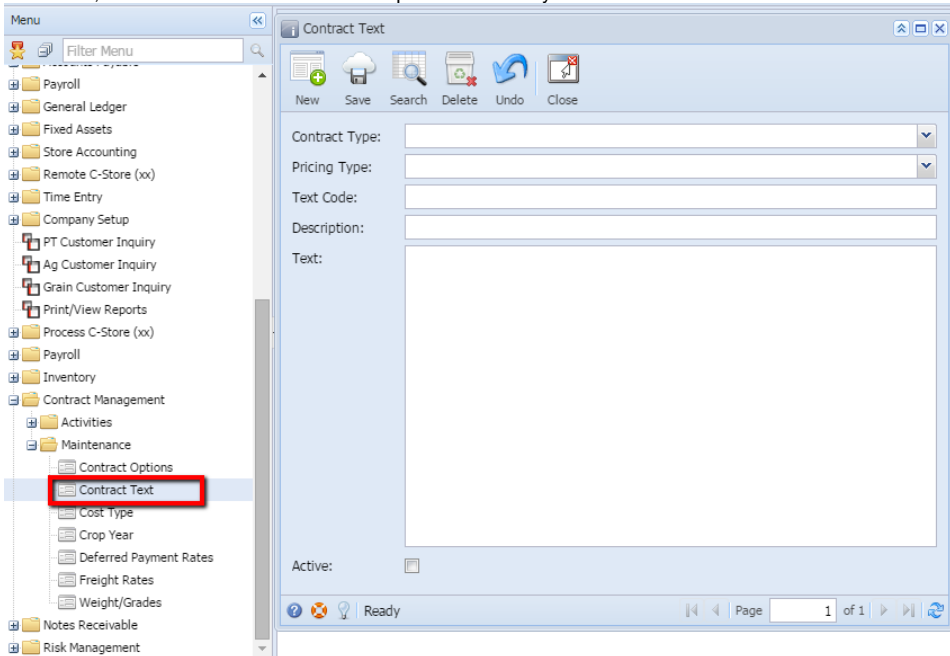 Menu
Filter Menu
Payroll
General Ledger
Fixed Assets
Store Accounting
Remote C-Store (xx)
Time Entry
Company Setup
PT Customer Inquiry
Ag Customer Inquiry
Grain Customer Inquiry
Print/View Reports
Process C-Store (xx)
Payroll
Inventory
Contract Management
Activities
Maintenance
Contract Options
Contract Text
Cost Type
Crop Year
Deferred Payment Rates
Freight Rates
Weight/Grades
Notes Receivable
Risk Management
Contract Text
New Save Search Delete Undo Close
Contract Type:
Pricing Type:
Text Code:
Description:
Text:
Active:
Ready Page 1 of 1